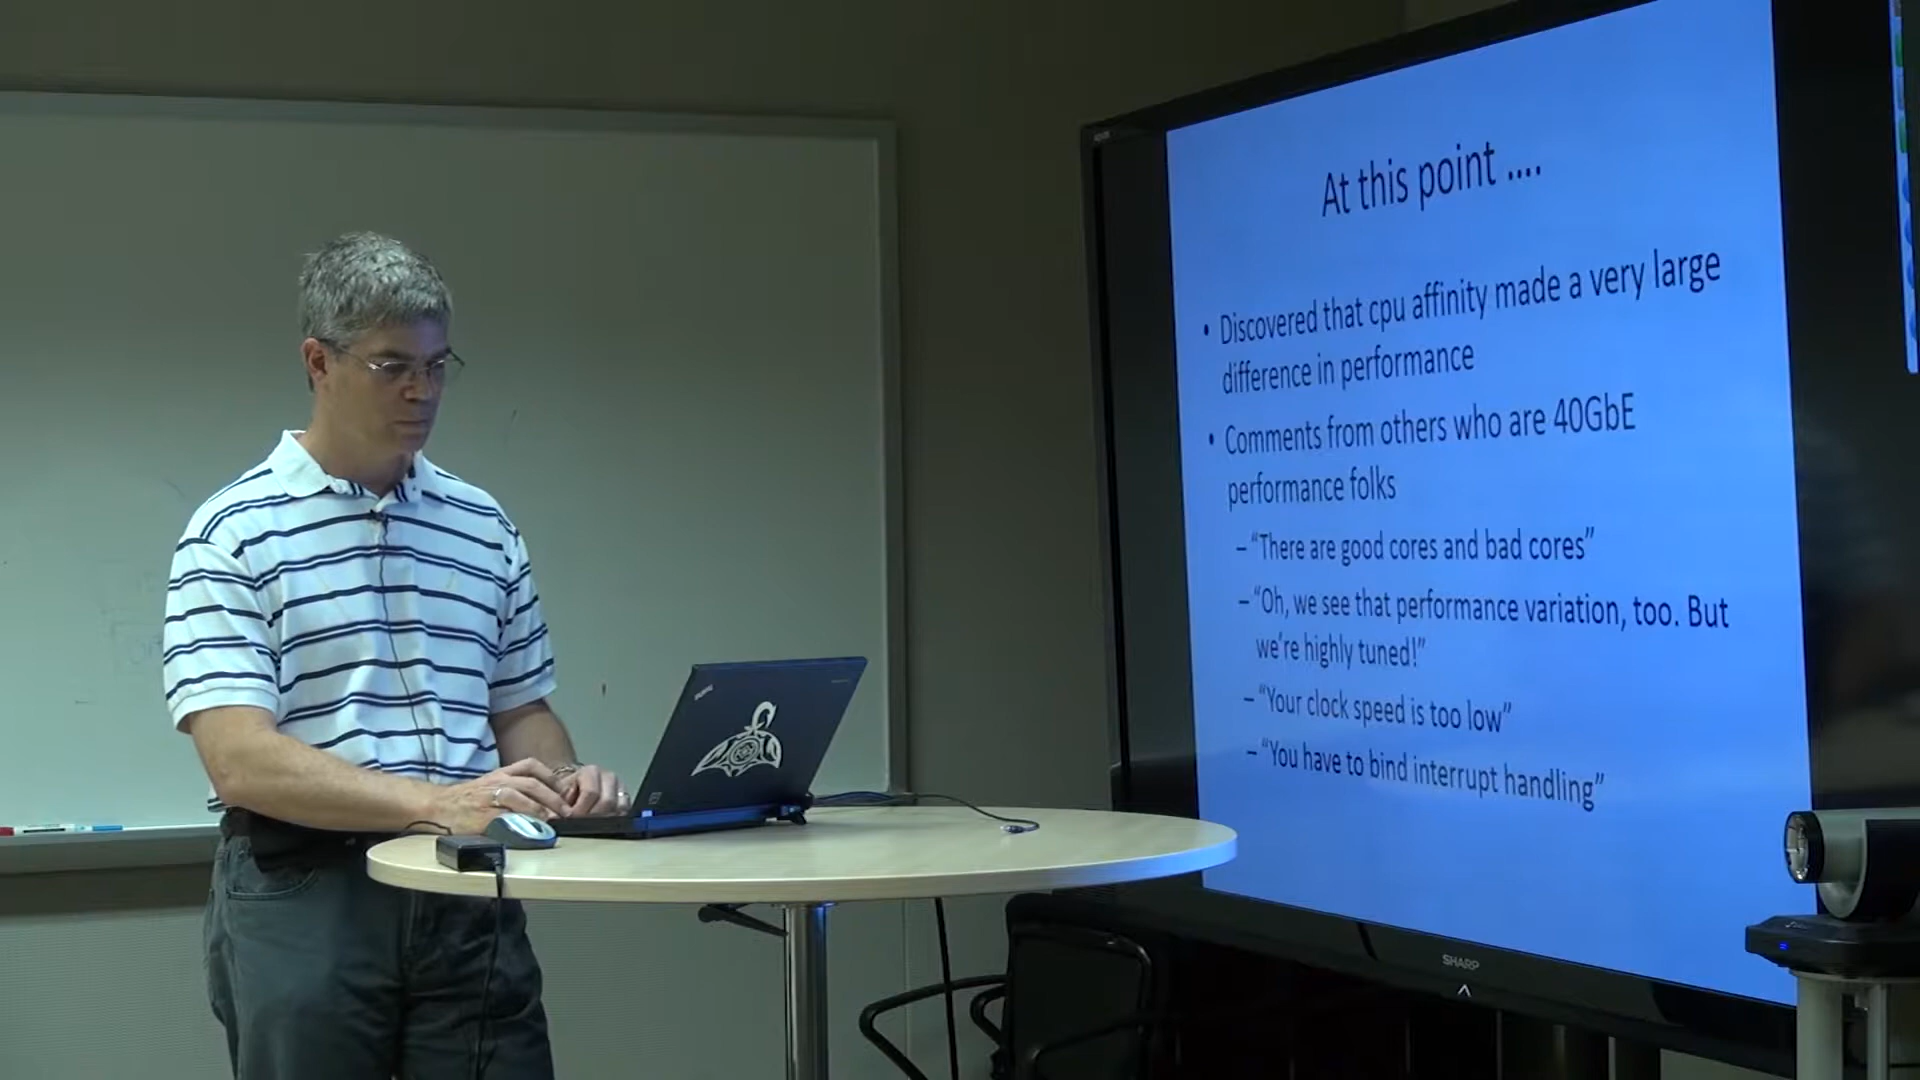 At this point ....
• Discovered that cpu affinity made a very large
difference in performance
• Comments from others who are 40GbE
performance folks
– “There are good cores and bad cores”
– “Oh, we see that performance variation, too. But
we’re highly tuned!”
– “Your clock speed is too low”
– “You have to bind interrupt handling”
SHARP